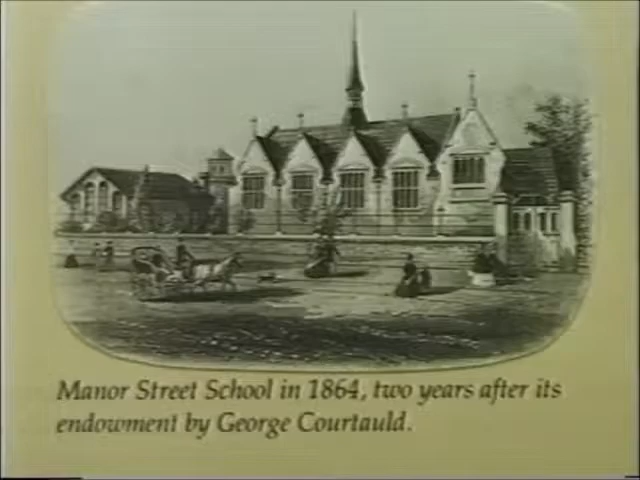 Manor Street School in 1864, two years after its
endowment by George Courtauld.